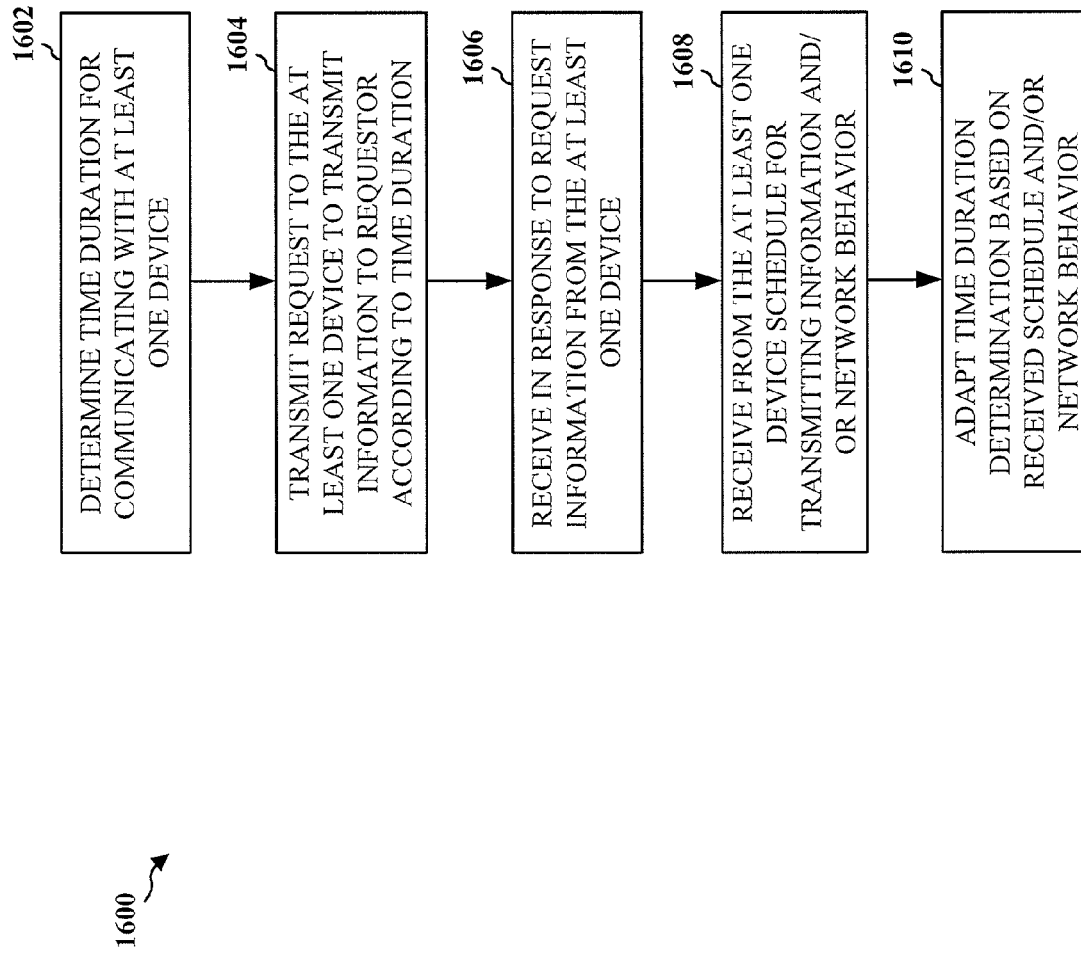 1600
1602
DETERMINE TIME DURATION FOR
COMMUNICATING WITH AT LEAST
ONE DEVICE
1604
TRANSMIT REQUEST TO THE AT
LEAST ONE DEVICE TO TRANSMIT
INFORMATION TO REQUESTOR
ACCORDING TO TIME DURATION
1606
RECEIVE IN RESPONSE TO REQUEST
INFORMATION FROM THE AT LEAST
ONE DEVICE
1608
RECEIVE FROM THE AT LEAST ONE
DEVICE SCHEDULE FOR
TRANSMITTING INFORMATION AND/
OR NETWORK BEHAVIOR
1610
ADAPT TIME DURATION
DETERMINATION BASED ON
RECEIVED SCHEDULE AND/OR
NETWORK BEHAVIOR